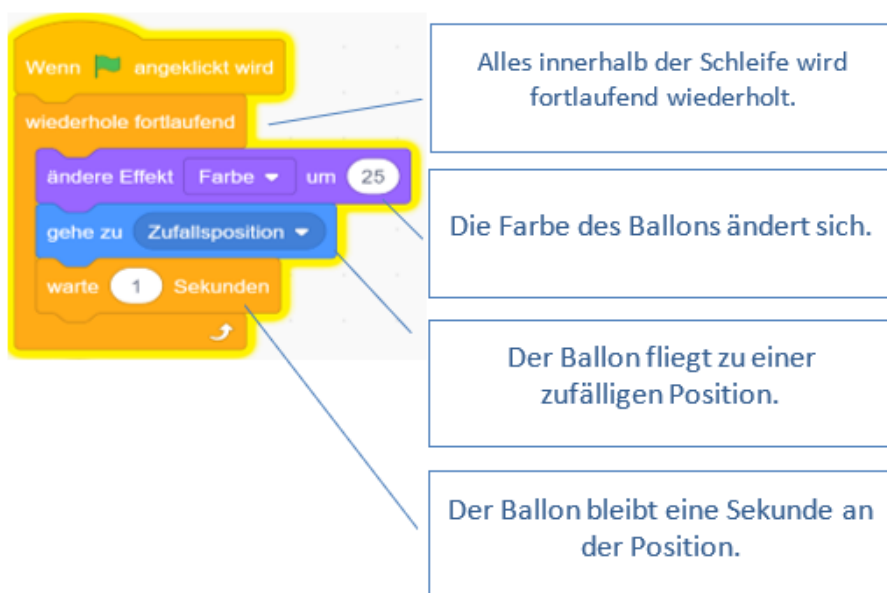 Wenn angeklickt wird
wiederhole fortlaufend
ändere Effekt Farbe um 25
gehe zu Zufallsposition
warte 1 Sekunden
Alles innerhalb der Schleife wird
fortlaufend wiederholt.
Die Farbe des Ballons ändert sich.
Der Ballon fliegt zu einer
zufälligen Position.
Der Ballon bleibt eine Sekunde an
der Position.